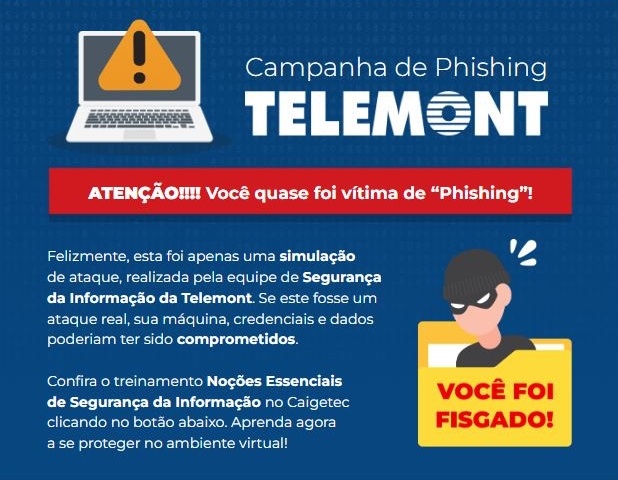 Campanha de Phishing
TELEMONT
ATENÇÃO!!!! Você quase foi vítima de “Phishing”!
Felizmente, esta foi apenas uma simulação
de ataque, realizada pela equipe de Segurança
da Informação da Telemont. Se este fosse um
ataque real, sua máquina, credenciais e dados
poderiam ter sido comprometidos.
Confira o treinamento Noções Essenciais
de Segurança da Informação no Caigetec
clicando no botão abaixo. Aprenda agora
a se proteger no ambiente virtual!
VOCÊ FOI
FISGADO!